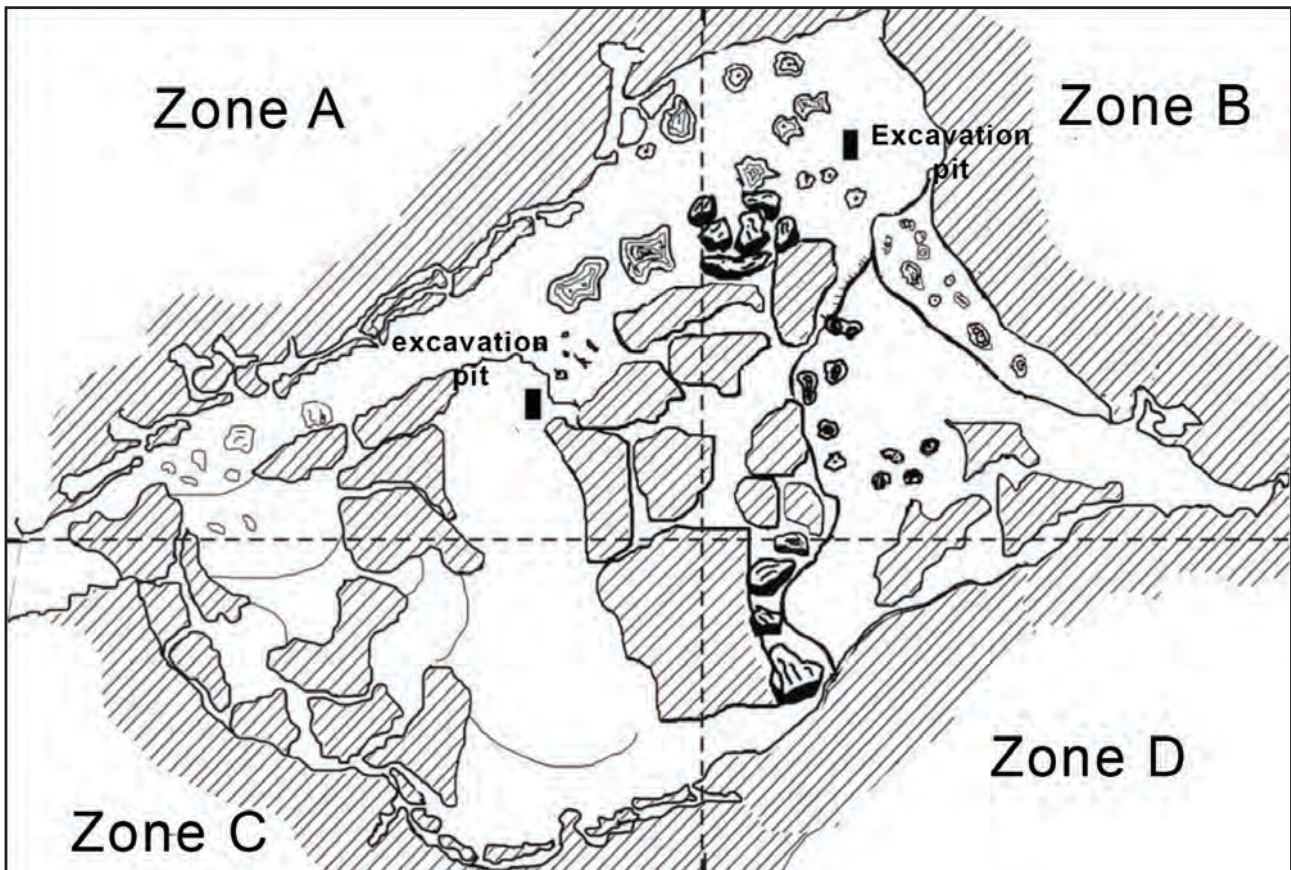 Zone A
Zone B
Excavation
pit
excavation
pit
Zone D
Zone C